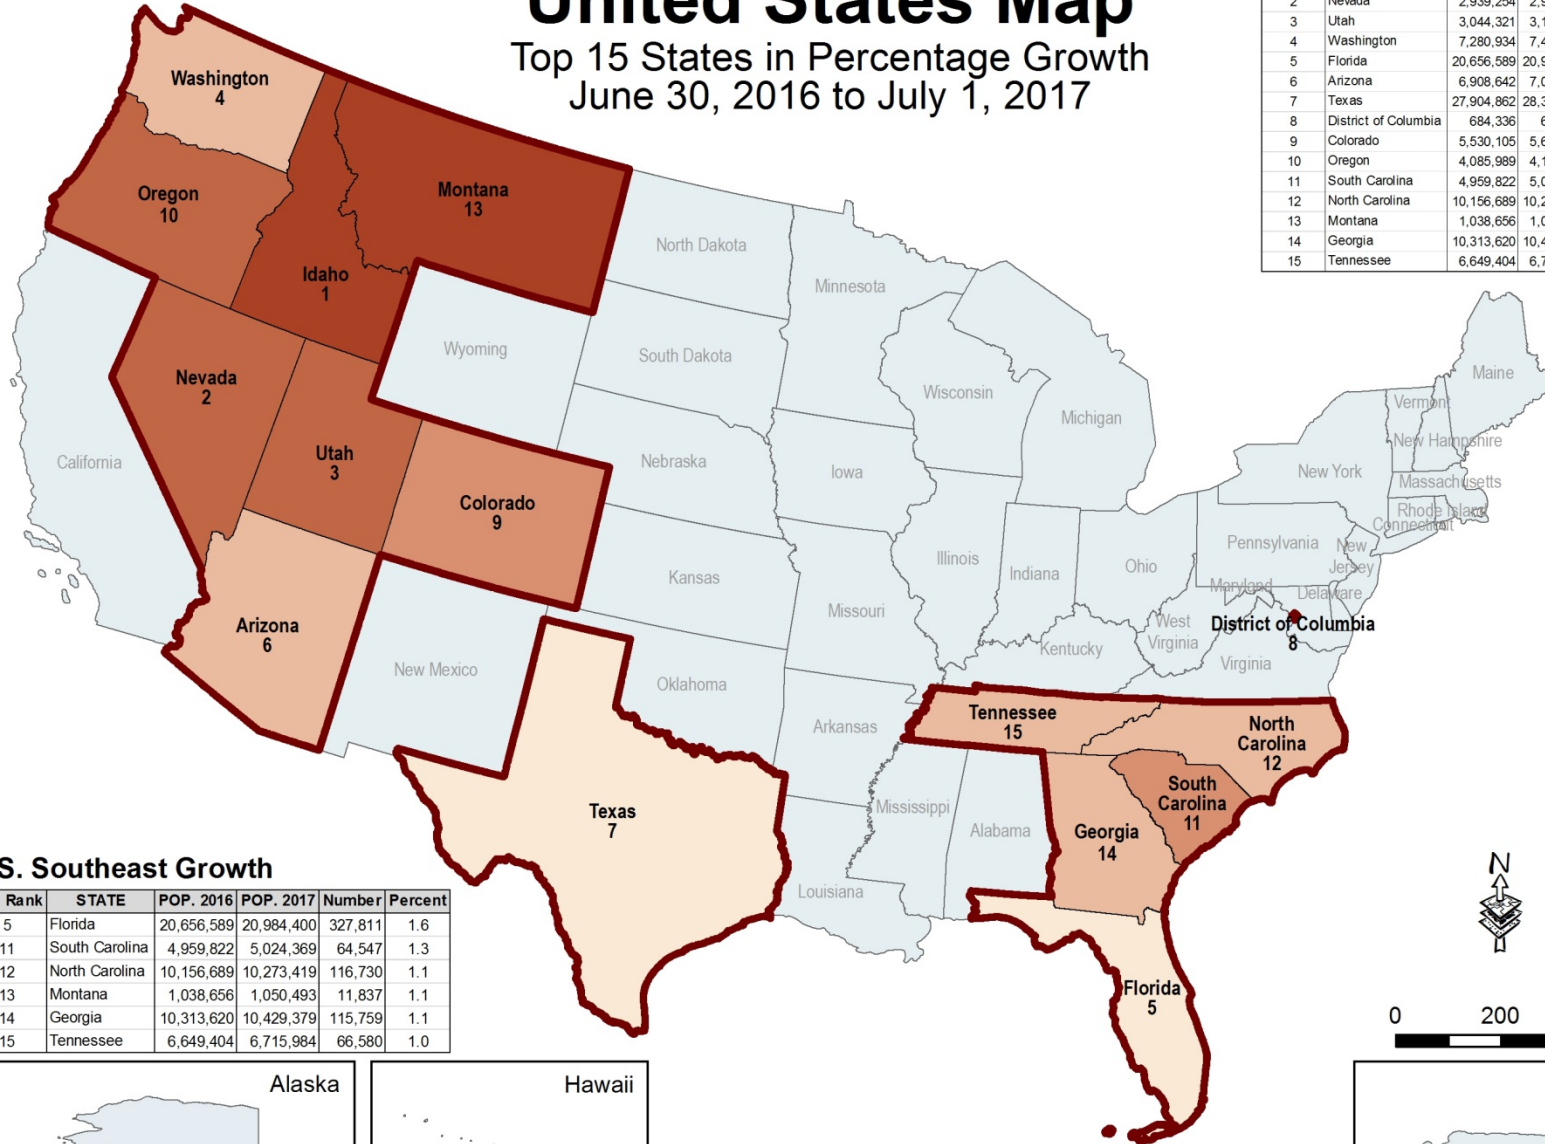 United States Map
Top 15 States in Percentage Growth
June 30, 2016 to July 1, 2017
2 Nevada 2,939,254
3 Utah 3,044,321
4 Washington 7,280,934
5 Florida 20,656,589
6 Arizona 6,908,642
7 Texas 27,904,862
8 District of Columbia 684,336
9 Colorado 5,530,105
10 Oregon 4,085,989
11 South Carolina 4,959,822
12 North Carolina 10,156,689
13 Montana 1,038,656
14 Georgia 10,313,620
15 Tennessee 6,649,404
Washington
4
Oregon
10
Montana
13
Idaho
1
North Dakota
Minnesota
Wyoming
South Dakota
Wisconsin
Michigan
Maine
Vermont
New Hampshire
Nevada
2
California
Utah
3
Nebraska
Iowa
New York
Massachusetts
Rhode Island
Connecticut
Colorado
9
Kansas
Illinois
Indiana
Ohio
Pennsylvania
New
Jersey
Maryland
Delaware
Missouri
West
Virginia
District of Columbia
8
Arizona
6
New Mexico
Oklahoma
Kentucky
Virginia
Arkansas
Tennessee
15
North
Carolina
12
Texas
7
Mississippi
Alabama
Georgia
14
South
Carolina
11
Louisiana
Florida
5
N
0 200
S. Southeast Growth
Rank STATE POP. 2016 POP. 2017 Number Percent
5 Florida 20,656,589 20,984,400 327,811 1.6
11 South Carolina 4,959,822 5,024,369 64,547 1.3
12 North Carolina 10,156,689 10,273,419 116,730 1.1
13 Montana 1,038,656 1,050,493 11,837 1.1
14 Georgia 10,313,620 10,429,379 115,759 1.1
15 Tennessee 6,649,404 6,715,984 66,580 1.0
Alaska
Hawaii